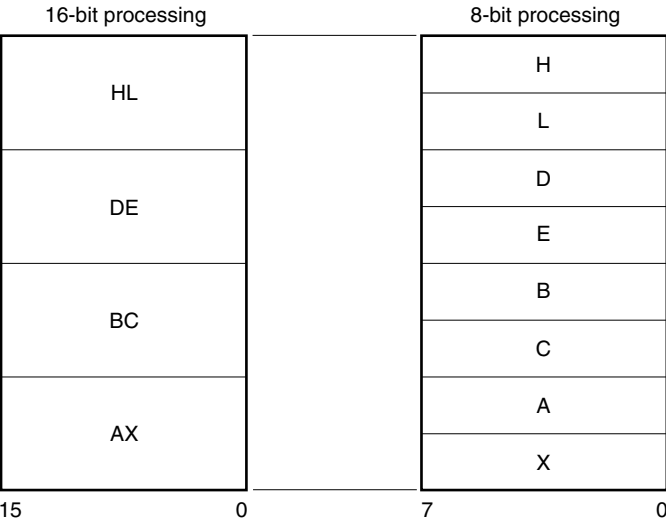 16-bit processing 8-bit processing
HL
H
L
DE
D
E
BC
B
C
AX
A
X
15 0 7 0